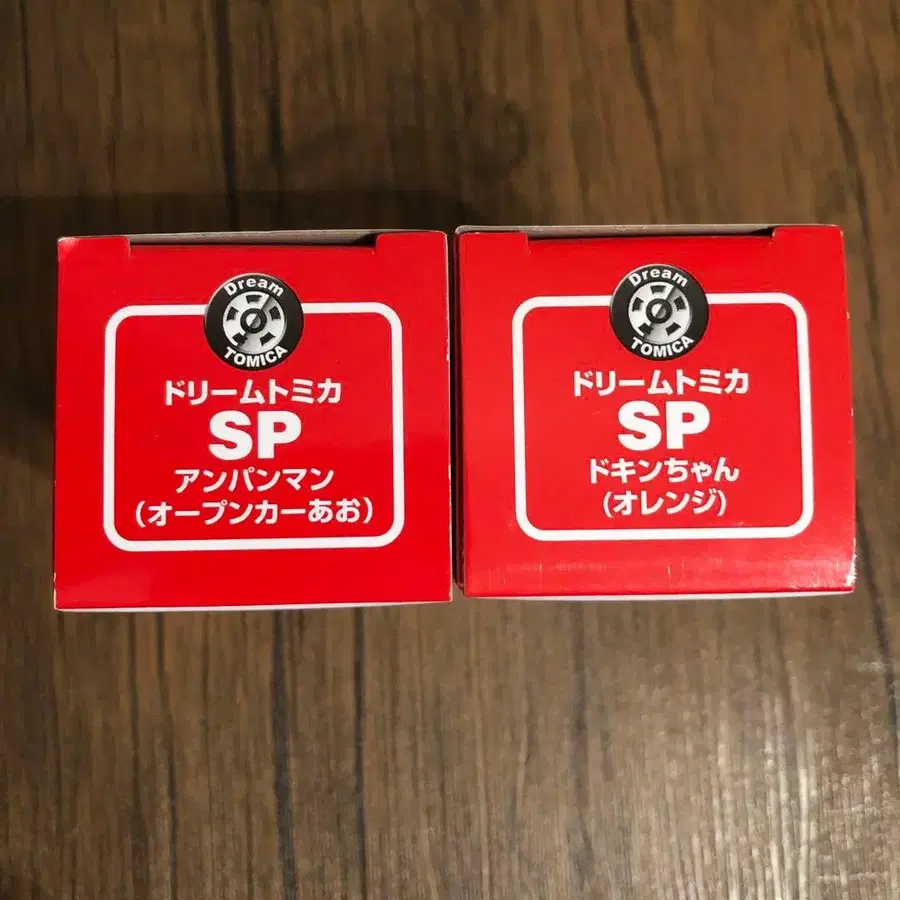 Dream
TOMICA
ドリームトミカ
SP
アンパンマン
(オープンカーあお)
Dream
TOMICA
ドリームトミカ
SP
ドキンちゃん
(オレンジ)